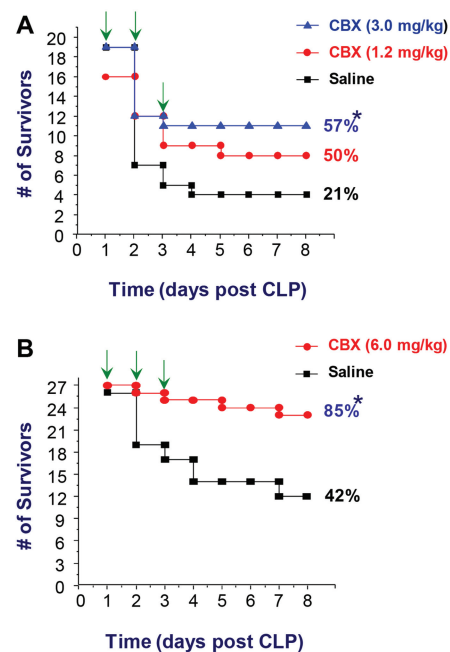 A
CBX (3.0 mg/kg)
CBX (1.2 mg/kg)
Saline
20
18
16
14
12
10
8
6
4
2
0
# of Survivors
57%*
50%
21%
0 1 2 3 4 5 6 7 8
Time (days post CLP)
B
CBX (6.0 mg/kg)
Saline
27
24
21
18
15
12
9
6
3
0
# of Survivors
85%*
42%
0 1 2 3 4 5 6 7 8
Time (days post CLP)